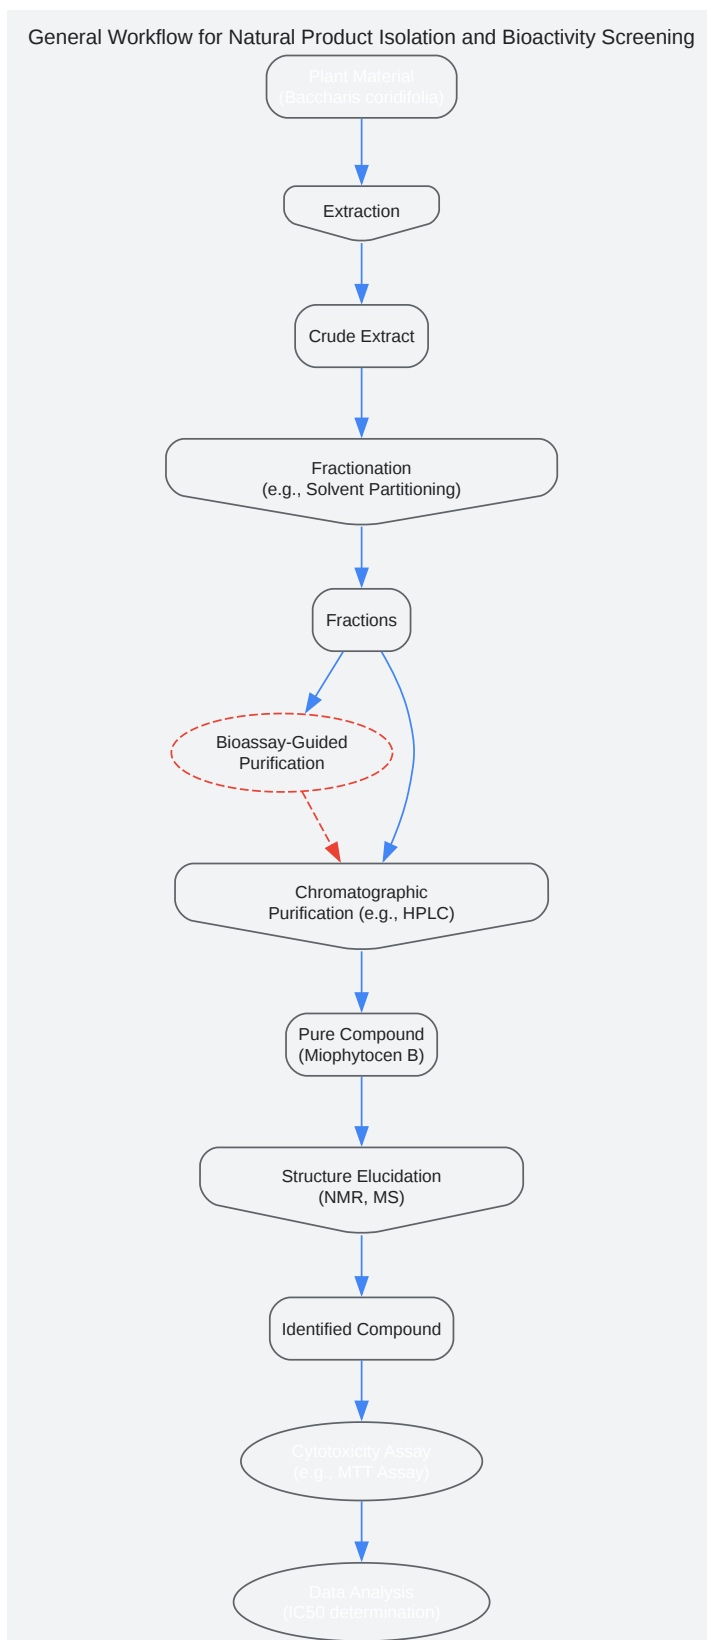 General Workflow for Natural Product Isolation and Bioactivity Screening
Plant Material
(Baccharis coridifolia)
Extraction
Crude Extract
Fractionation
(e.g., Solvent Partitioning)
Fractions
Bioassay-Guided
Purification
Chromatographic
Purification (e.g., HPLC)
Pure Compound
(Miophytocen B)
Structure Elucidation
(NMR, MS)
Identified Compound
Cytotoxicity Assay
(e.g., MTT Assay)
Data Analysis
(IC50 determination)